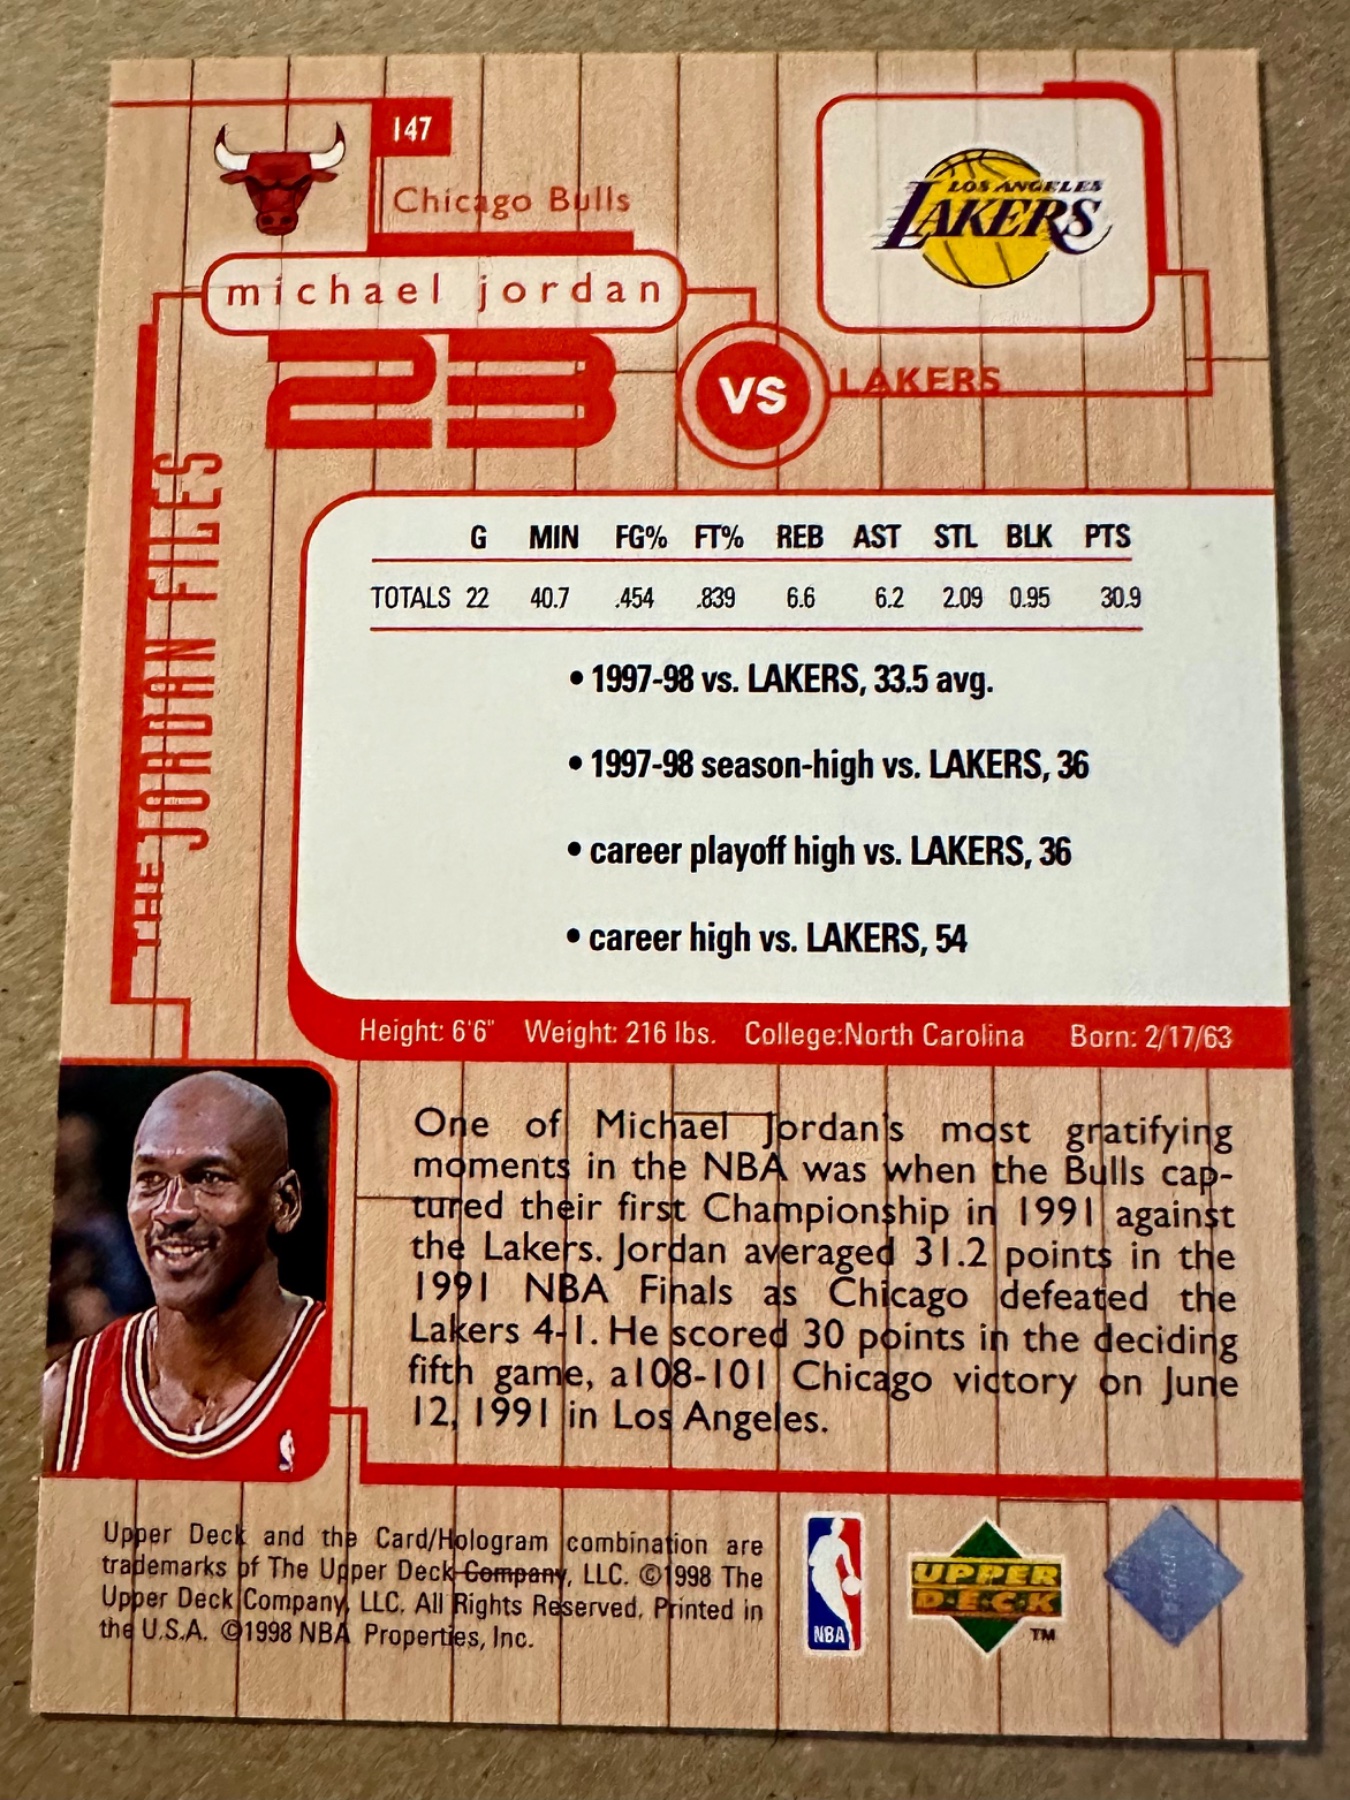 147
Chicago Bulls
LOS ANGELES
LAKERS
michael jordan
23
VS
LAKERS
THE JORDAN FILES
G MIN FG% FT% REB AST STL BLK PTS
TOTALS 22 40.7 .454 .839 6.6 6.2 2.09 0.95 30.9
• 1997-98 vs. LAKERS, 33.5 avg.
• 1997-98 season-high vs. LAKERS, 36
• career playoff high vs. LAKERS, 36
• career high vs. LAKERS, 54
Height: 6'6" Weight: 216 lbs. College:North Carolina Born: 2/17/63
One of Michael Jordan's most gratifying
moments in the NBA was when the Bulls cap-
tured their first Championship in 1991 against
the Lakers. Jordan averaged 31.2 points in the
1991 NBA Finals as Chicago defeated the
Lakers 4-1. He scored 30 points in the deciding
fifth game, a108-101 Chicago victory on June
12, 1991 in Los Angeles.
Upper Deck and the Card/Hologram combination are
trademarks of The Upper Deck Company, LLC. ©1998 The
Upper Deck Company, LLC. All Rights Reserved. Printed in
the U.S.A. ©1998 NBA Properties, Inc.
NBA
UPPER
DECK
TM